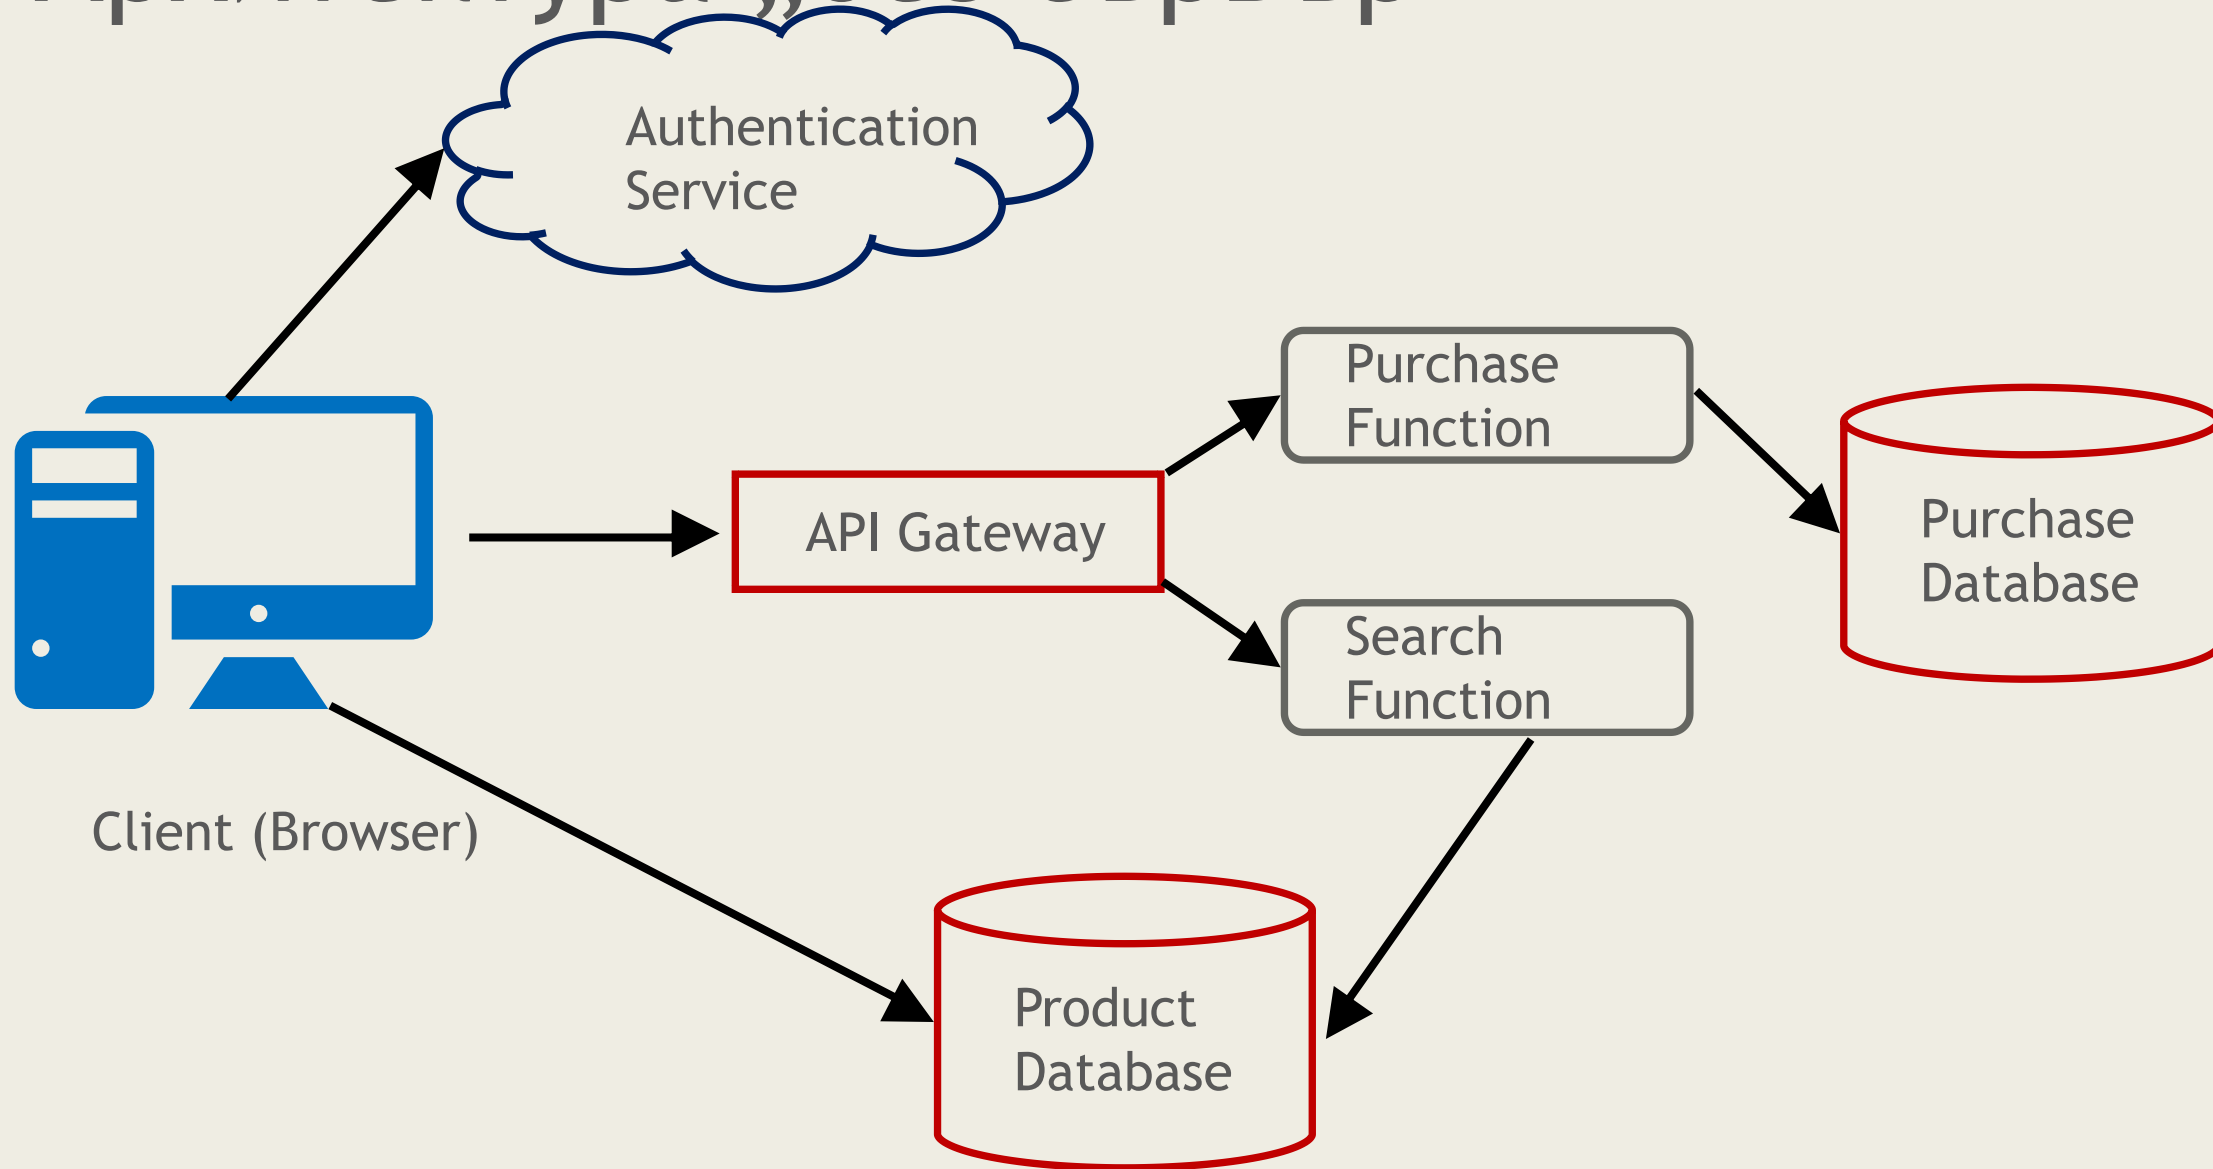 Authentication
Service
Purchase
Function
API Gateway
Purchase
Database
Search
Function
Client (Browser)
Product
Database